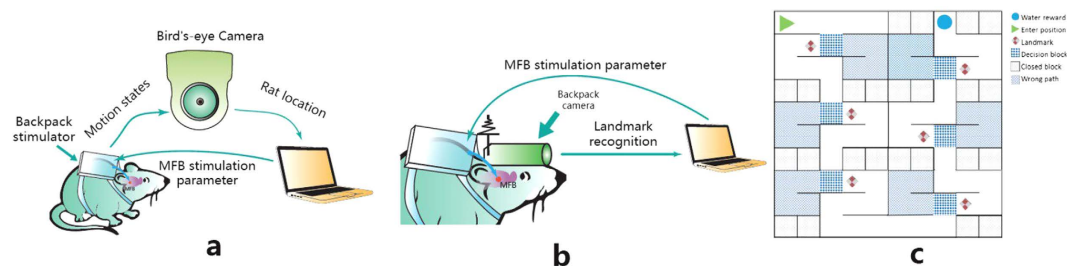 Bird's-eye Camera
Motion states
Rat location
Backpack
stimulator
MFB stimulation
parameter
MFB
a
MFB stimulation parameter
Backpack
camera
Landmark
recognition
MFB
b
Water reward
Enter position
Landmark
Decision block
Closed block
Wrong path
c